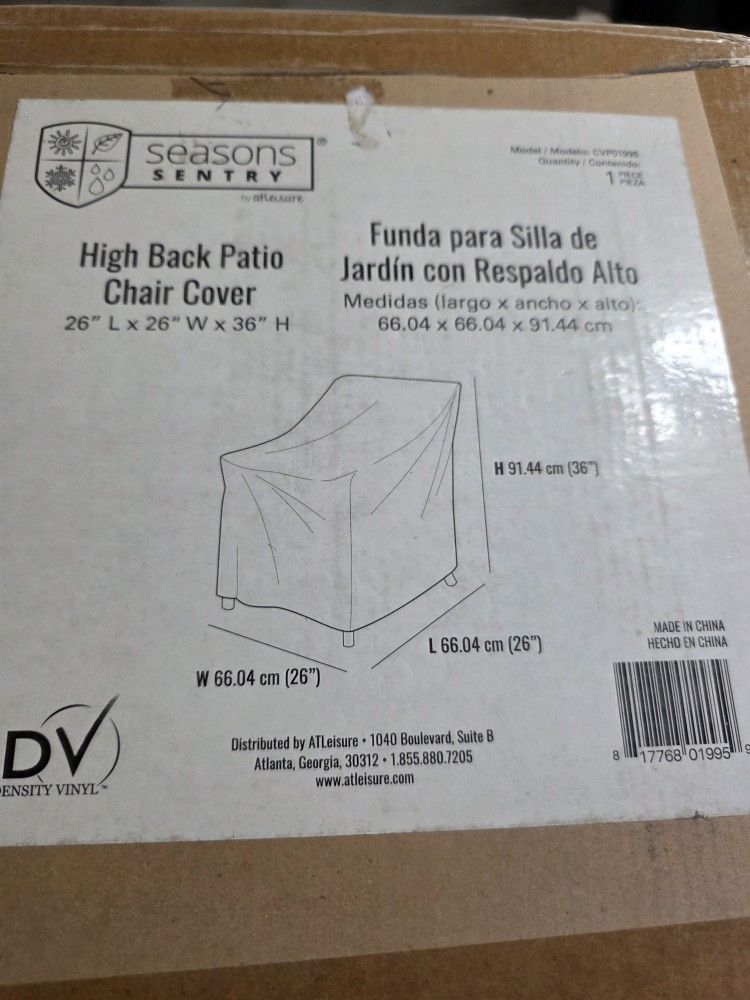 seasons®
SENTRY
by atleisure
Model / Modelo:
Quantity / Contenido:
1 PIECE
PIEZA
High Back Patio
Chair Cover
26" L x 26" W x 36" H
Funda para Silla de
Jardín con Respaldo Alto
Medidas (largo x ancho x alto):
66.04 x 66.04 x 91.44 cm
H 91.44 cm (36")
L 66.04 cm (26")
W 66.04 cm (26")
MADE IN CHINA
HECHO EN CHINA
8 17768 01995 9
DV
ENSITY VINYL™
Distributed by ATLeisure • 1040 Boulevard, Suite B
Atlanta, Georgia, 30312 • 1.855.880.7205
www.atleisure.com